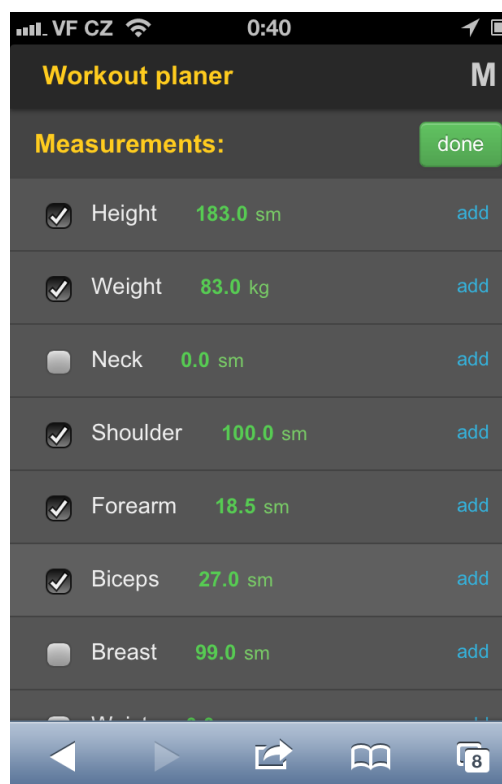 VF CZ 0:40
Workout planer M
Measurements: done
Height 183.0 sm add
Weight 83.0 kg add
Neck 0.0 sm add
Shoulder 100.0 sm add
Forearm 18.5 sm add
Biceps 27.0 sm add
Breast 99.0 sm add
8